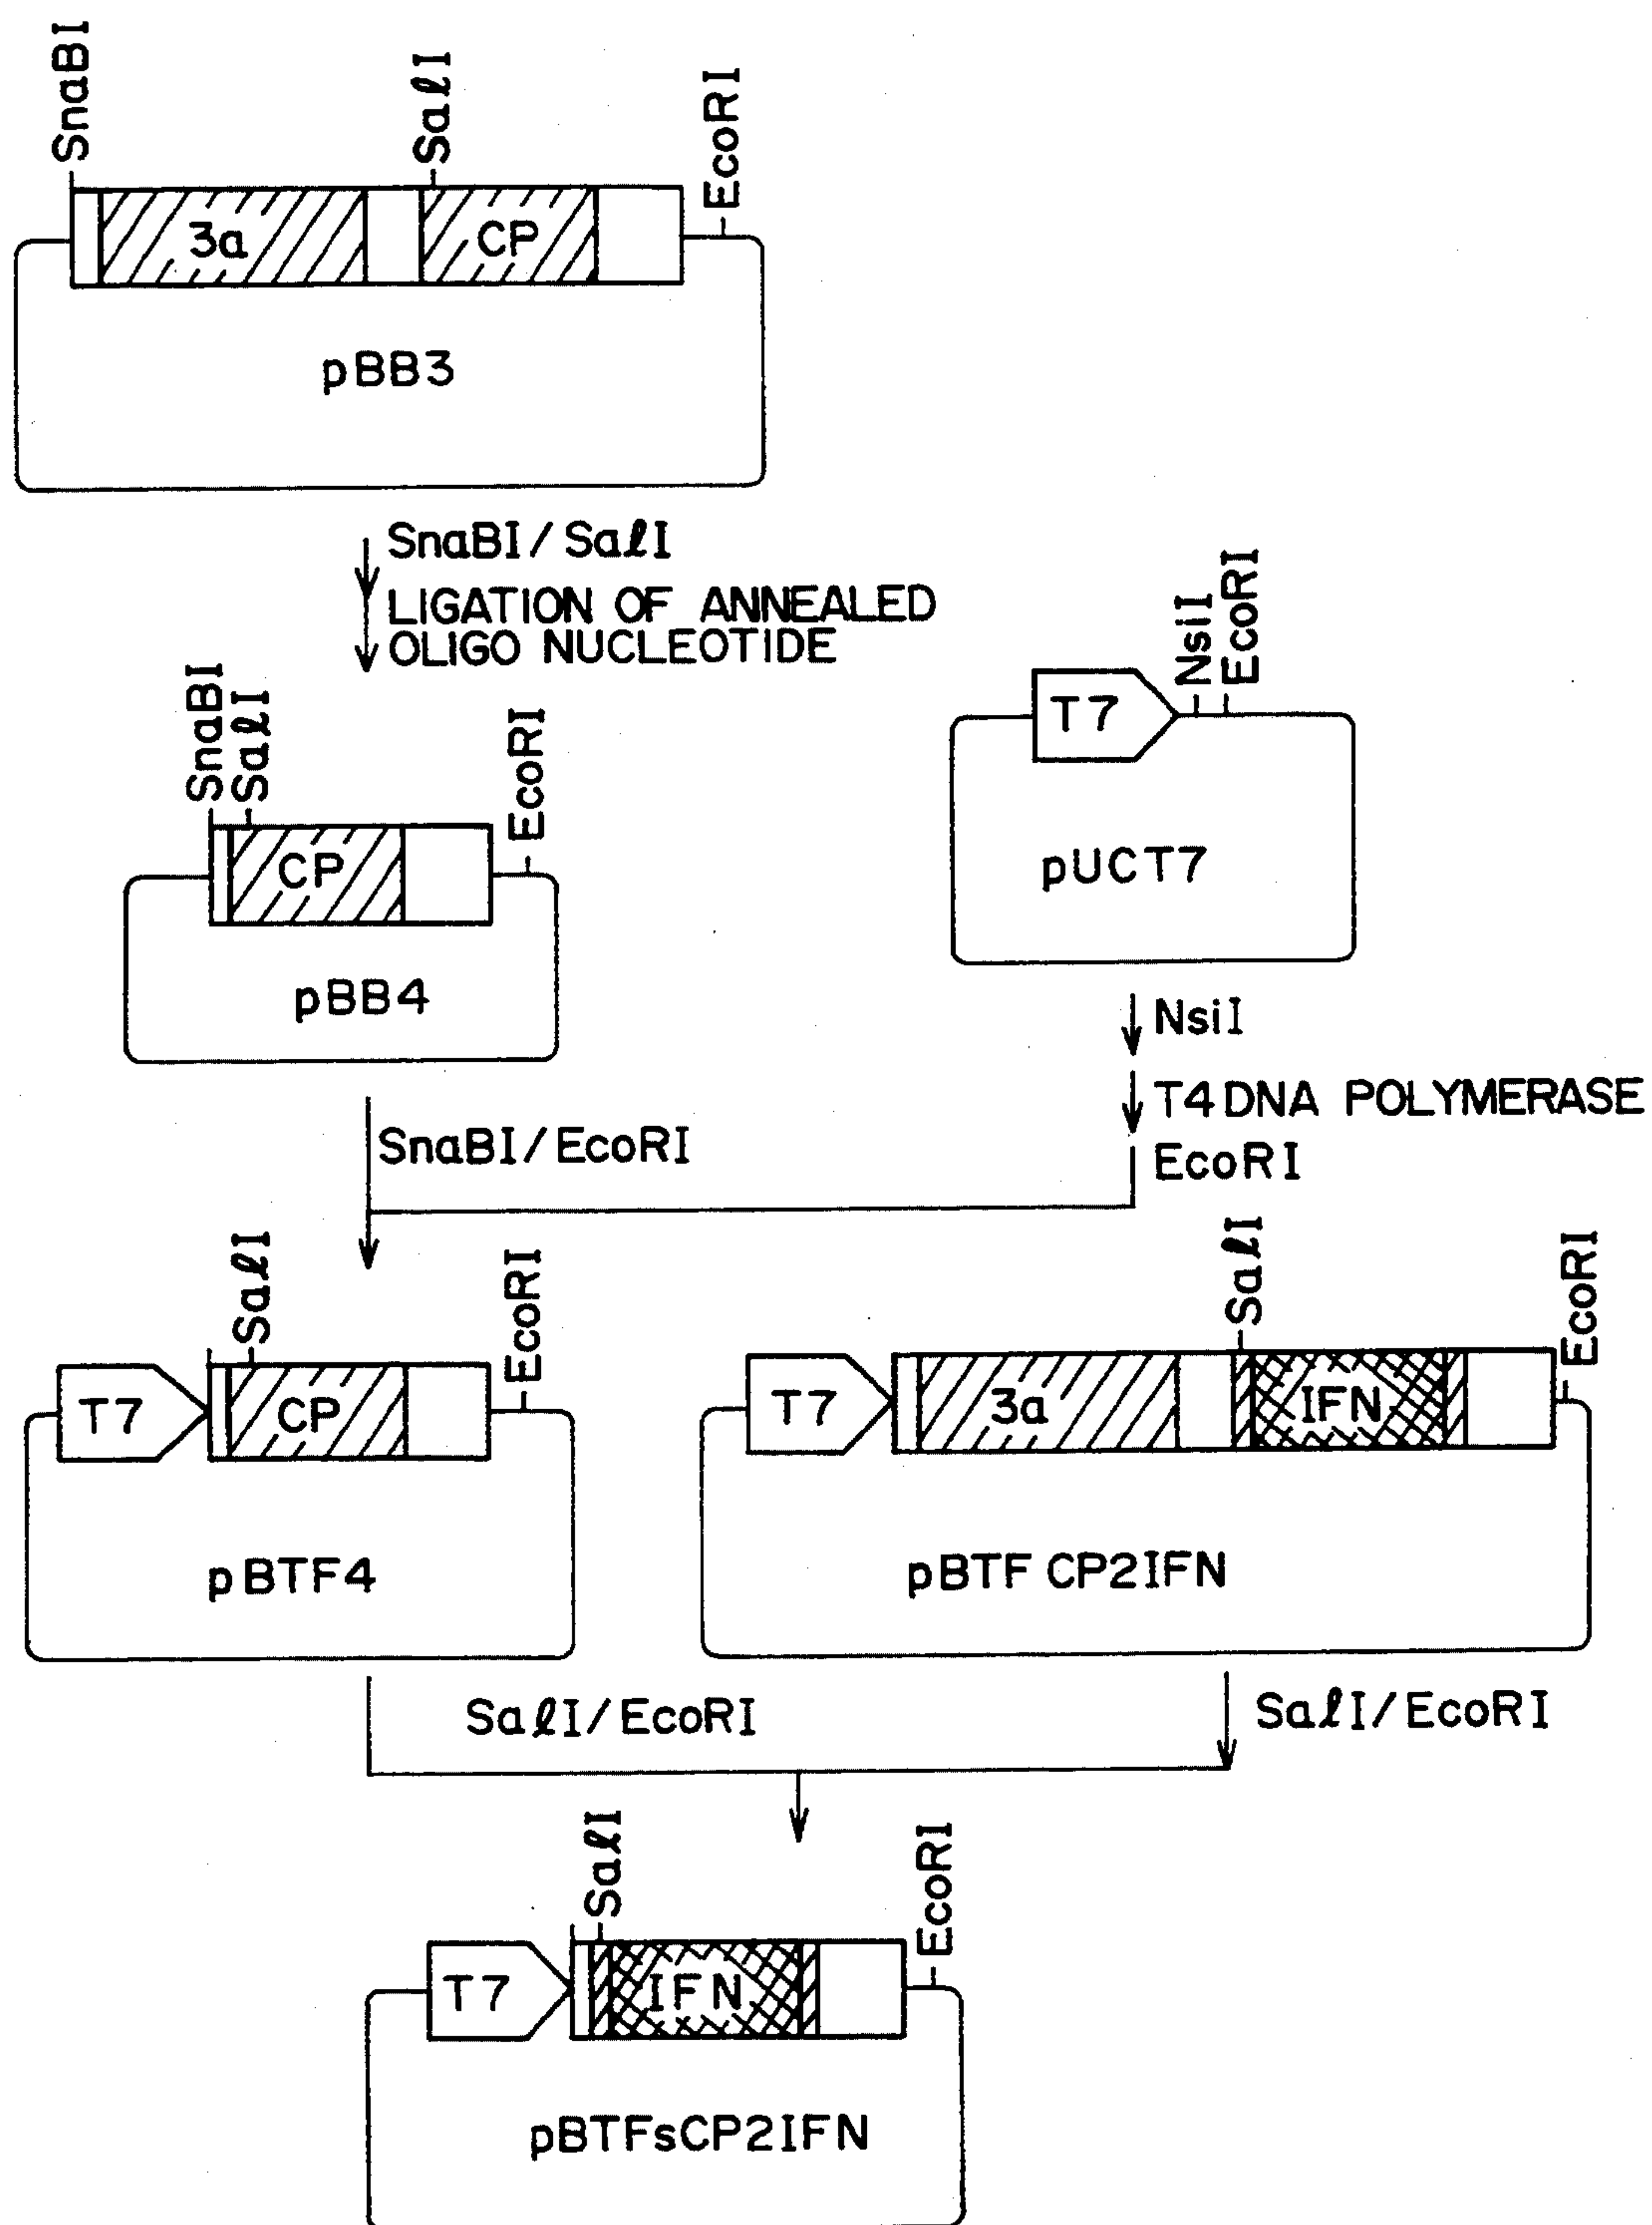 SnaBI
SalI
EcoRI
3a
CP
pBB3
SnaBI/SalI
LIGATION OF ANNEALED
OLIGO NUCLEOTIDE
SnaBI
SalI
EcoRI
CP
pBB4
NsiI
EcoRI
T7
pUCT7
NsiI
T4 DNA POLYMERASE
EcoRI
SnaBI/EcoRI
SalI
EcoRI
T7
CP
pBTF4
SalI
EcoRI
T7
3a
IFN
pBTF CP2IFN
SalI/EcoRI
SalI/EcoRI
SalI
EcoRI
T7
IFN
pBTFsCP2IFN